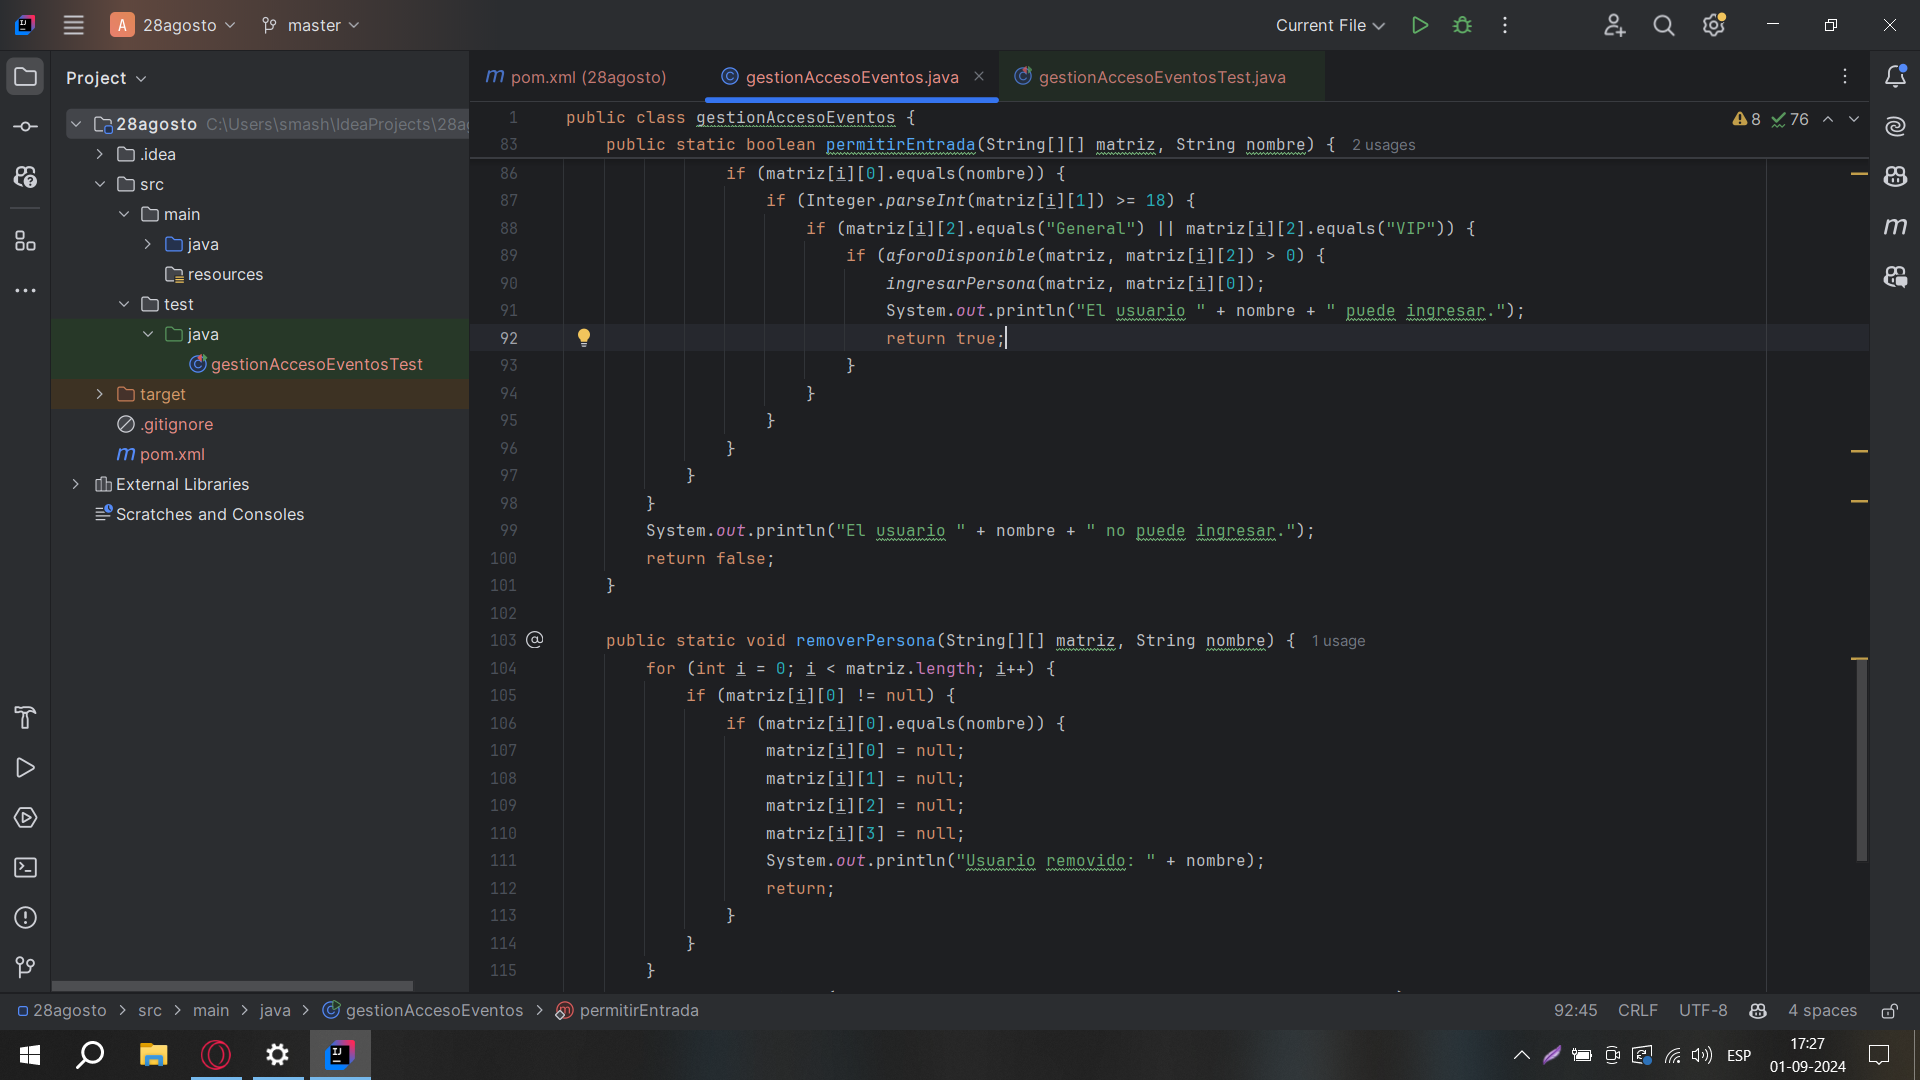 28agosto
master
Current File
Project
28agosto C:\Users\smash\IdeaProjects\28ag
.idea
src
main
java
resources
test
java
gestionAccesoEventosTest
target
.gitignore
pom.xml
External Libraries
Scratches and Consoles
pom.xml (28agosto)
gestionAccesoEventos.java
gestionAccesoEventosTest.java
8 76
1 public class gestionAccesoEventos {
83 public static boolean permitirEntrada(String[][] matriz, String nombre) { 2 usages
86 if (matriz[i][0].equals(nombre)) {
87 if (Integer.parseInt(matriz[i][1]) >= 18) {
88 if (matriz[i][2].equals("General") || matriz[i][2].equals("VIP")) {
89 if (aforoDisponible(matriz, matriz[i][2]) > 0) {
90 ingresarPersona(matriz, matriz[i][0]);
91 System.out.println("El usuario " + nombre + " puede ingresar.");
92 return true;
93 }
94 }
95 }
96 }
97 }
98 }
99 System.out.println("El usuario " + nombre + " no puede ingresar.");
100 return false;
101 }
102
103 public static void removerPersona(String[][] matriz, String nombre) { 1 usage
104 for (int i = 0; i < matriz.length; i++) {
105 if (matriz[i][0] != null) {
106 if (matriz[i][0].equals(nombre)) {
107 matriz[i][0] = null;
108 matriz[i][1] = null;
109 matriz[i][2] = null;
110 matriz[i][3] = null;
111 System.out.println("Usuario removido: " + nombre);
112 return;
113 }
114 }
115 }
28agosto > src > main > java > gestionAccesoEventos > permitirEntrada
92:45 CRLF UTF-8 4 spaces
ESP
17:27
01-09-2024